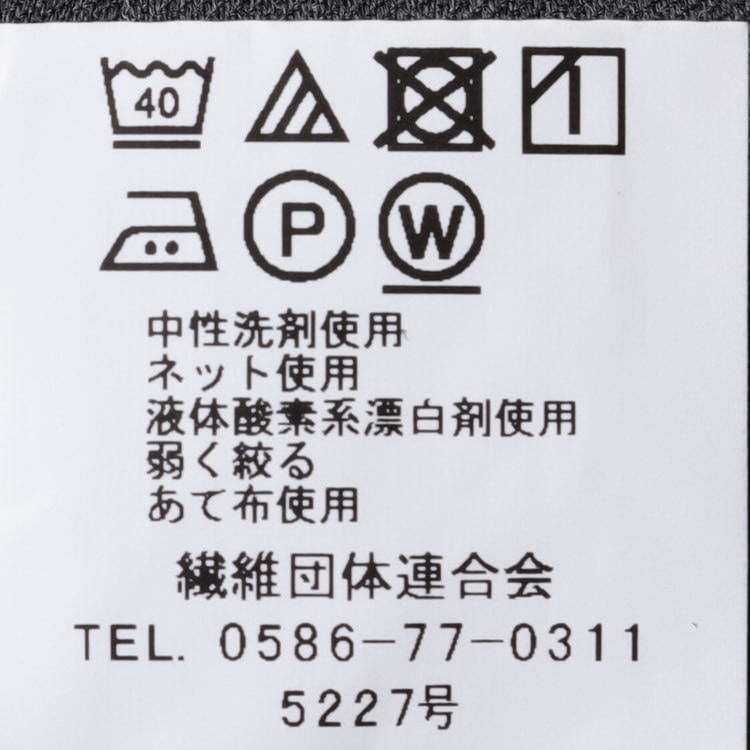 40
P W
中性洗剤使用
ネット使用
液体酸素系漂白剤使用
弱く絞る
あて布使用
繊維団体連合会
TEL. 0586-77-0311
5227号